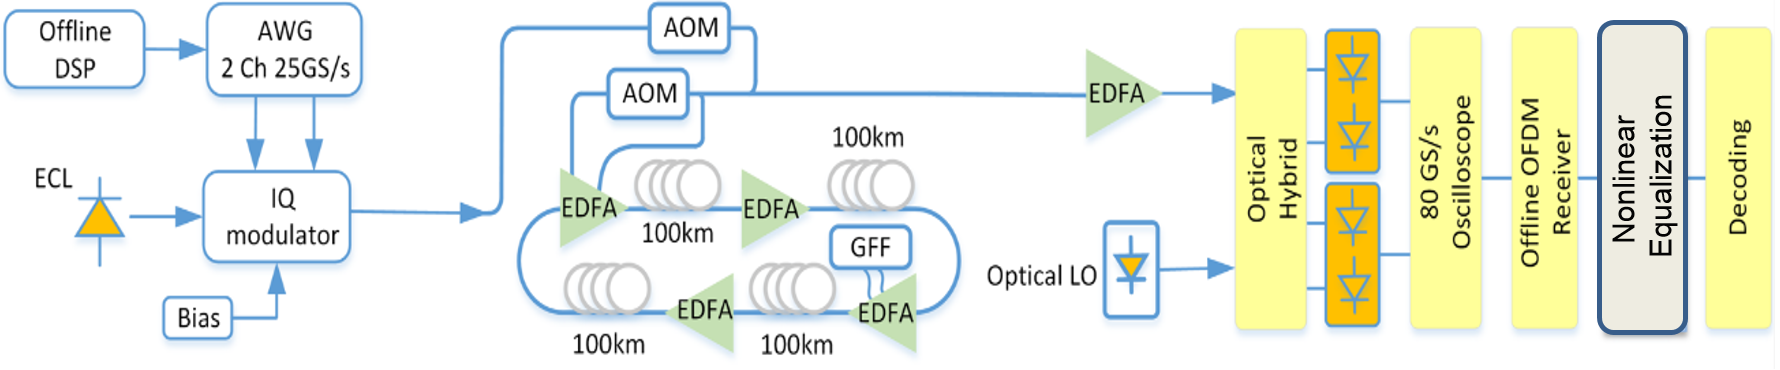 Offline
DSP
AWG
2 Ch 25GS/s
ECL
IQ
modulator
Bias
AOM
AOM
EDFA
100km
EDFA
100km
GFF
EDFA
100km
EDFA
100km
EDFA
Optical LO
Optical
Hybrid
80 GS/s
Oscilloscope
Offline OFDM
Receiver
Nonlinear
Equalization
Decoding